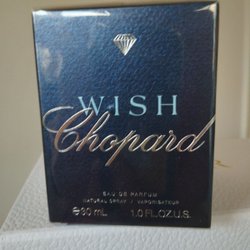 WISH
Chopard
EAU DE PARFUM
NATURAL SPRAY / VAPORISATEUR
℮30 mL 1.0 FL.OZ.U.S.